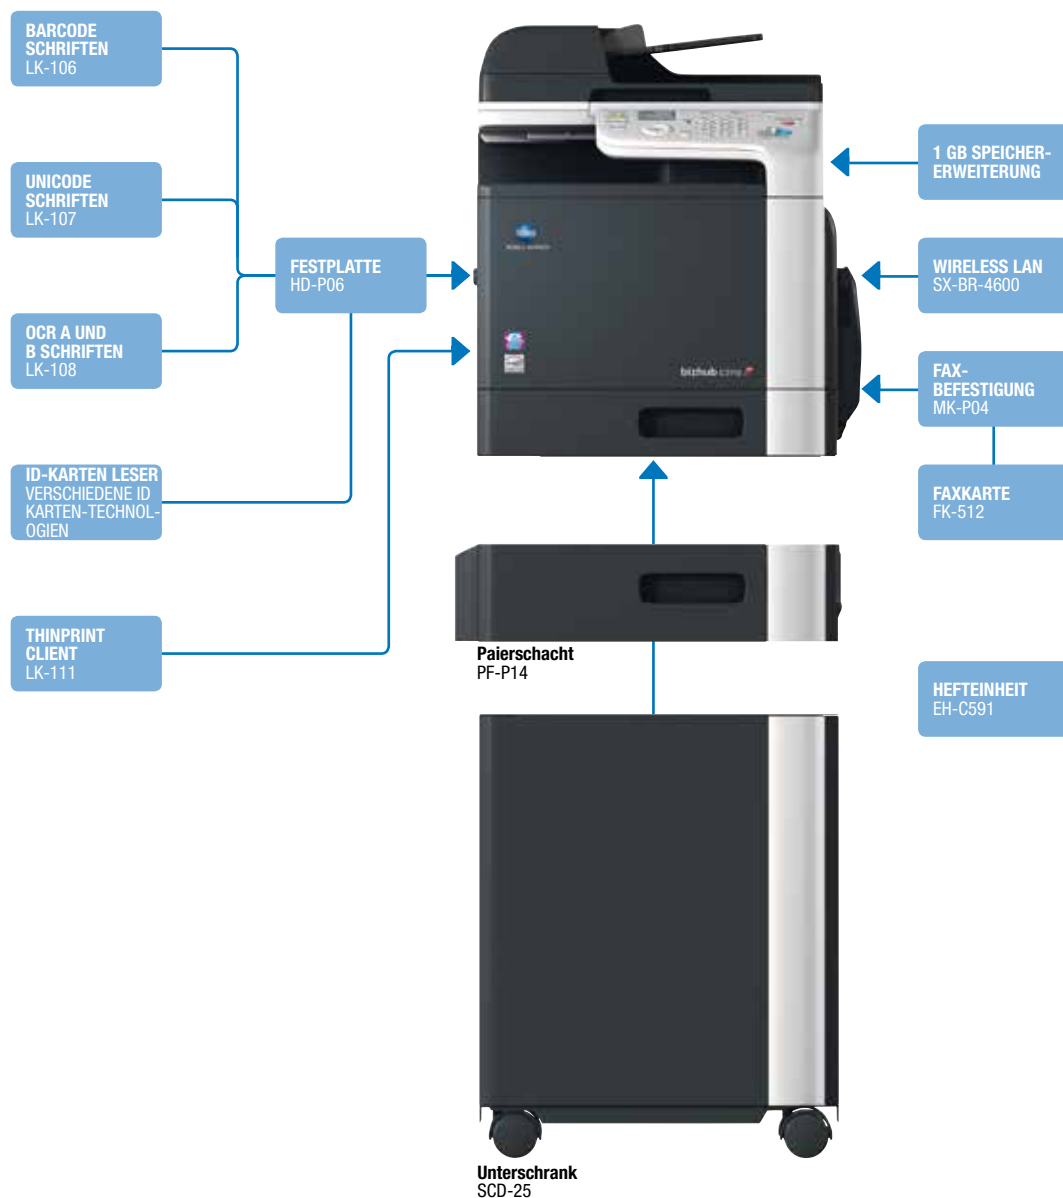 BARCODE
SCHRIFTEN
LK-106
UNICODE
SCHRIFTEN
LK-107
OCR A UND
B SCHRIFTEN
LK-108
ID-KARTEN LESER
VERSCHIEDENE ID
KARTEN-TECHNOL-
OGIEN
THINPRINT
CLIENT
LK-111
FESTPLATTE
HD-P06
bizhub
Paierschacht
PF-P14
Unterschrank
SCD-25
1 GB SPEICHER-
ERWEITERUNG
WIRELESS LAN
SX-BR-4600
FAX-
BEFESTIGUNG
MK-P04
FAXKARTE
FK-512
HEFTEINHEIT
EH-C591